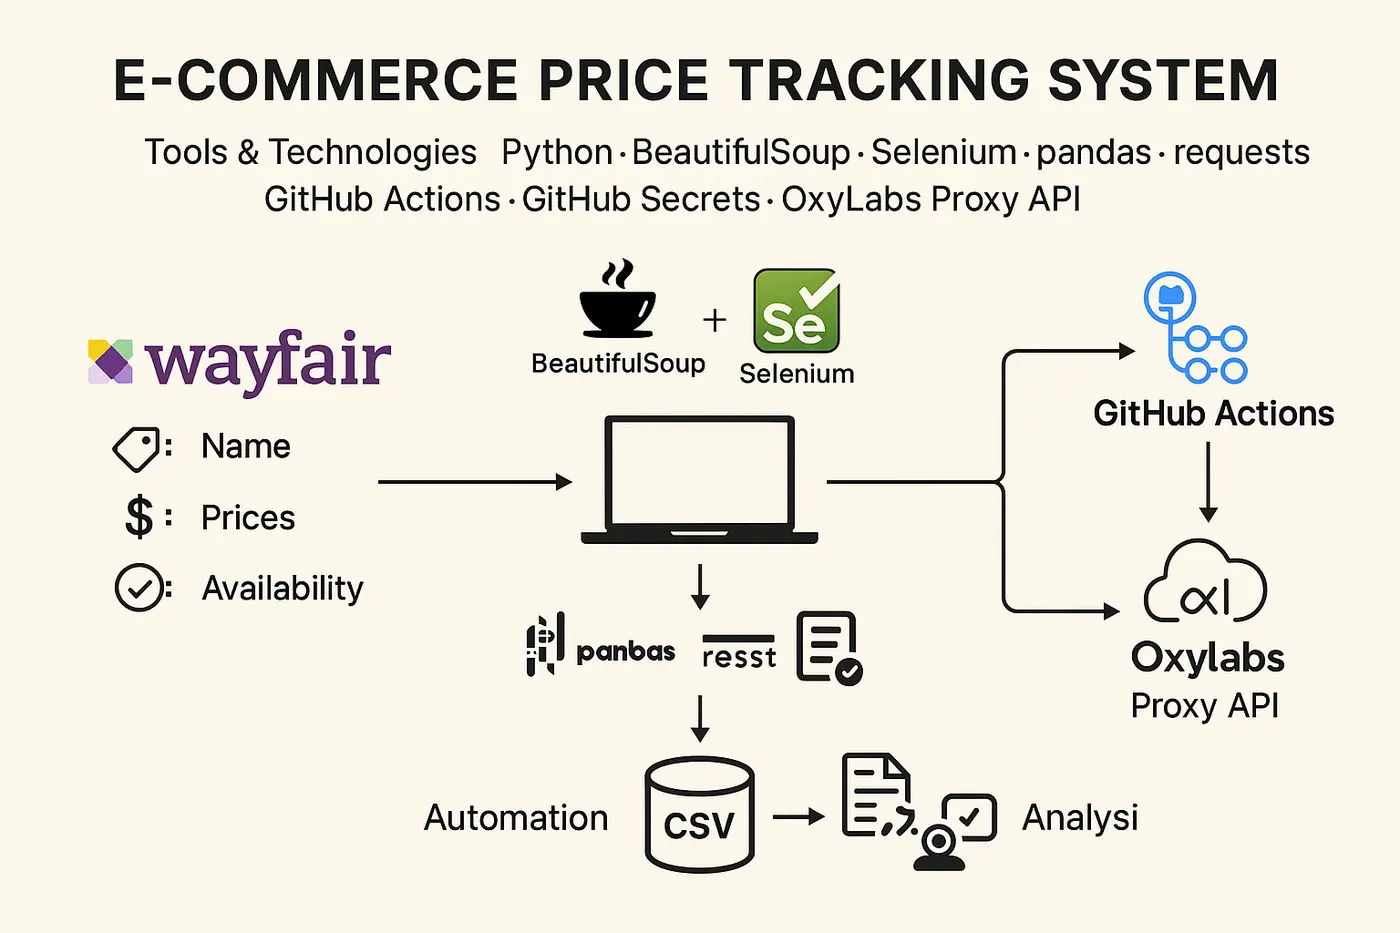 E-COMMERCE PRICE TRACKING SYSTEM
Tools & Technologies Python · BeautifulSoup · Selenium · pandas · requests
GitHub Actions · GitHub Secrets · OxyLabs Proxy API
wayfair
: Name
$ : Prices
: Availability
BeautifulSoup
+
Se
Selenium
GitHub Actions
panbas
resst
αl
Oxylabs
Proxy API
Automation
CSV
Analysi